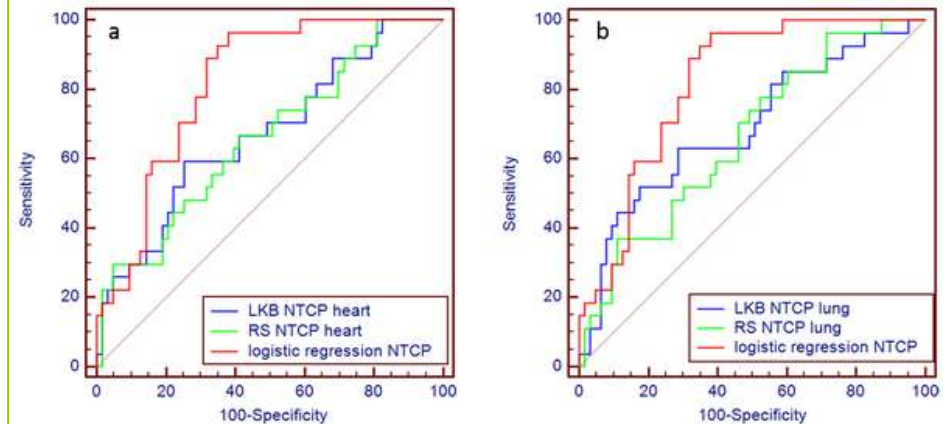 a
100
80
60
40
20
0
Sensitivity
LKB NTCP heart
RS NTCP heart
logistic regression NTCP
0 20 40 60 80 100
100-Specificity
b
100
80
60
40
20
0
Sensitivity
LKB NTCP lung
RS NTCP lung
logistic regression NTCP
0 20 40 60 80 100
100-Specificity